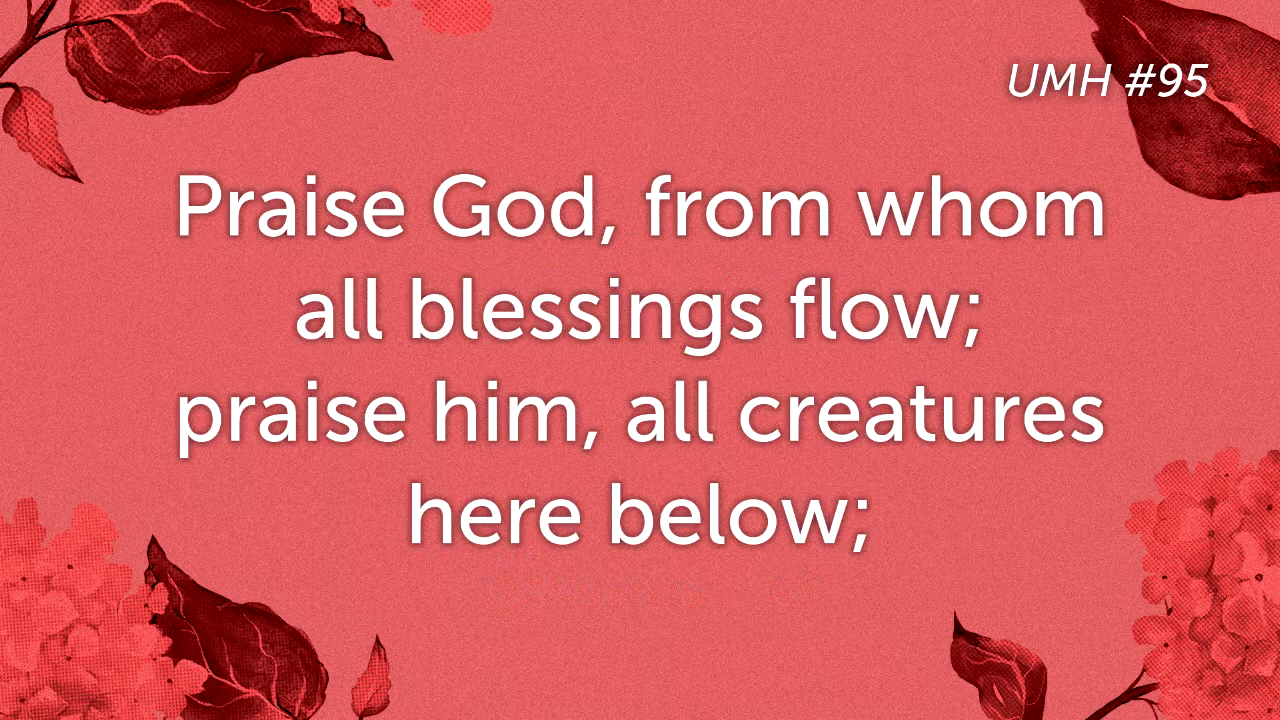 UMH #95
Praise God, from whom
all blessings flow;
praise him, all creatures
here below;